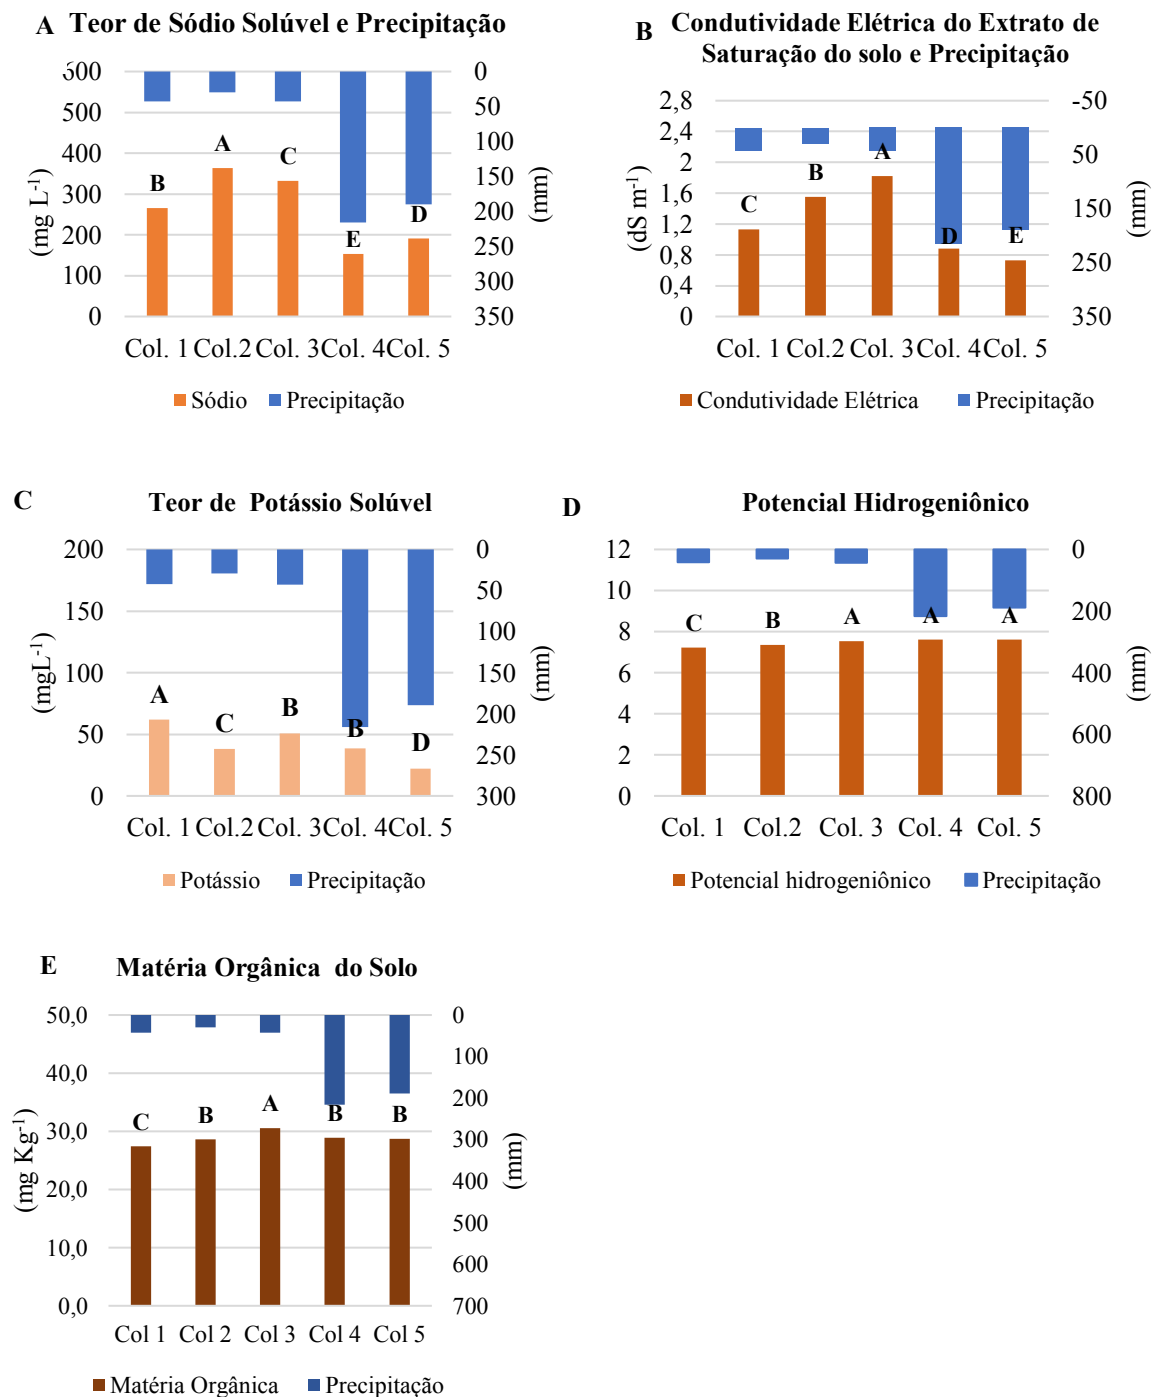 A Teor de Sódio Solúvel e Precipitação
500
400
300
200
100
0
(mg L-1)
0
50
100
150
200
250
300
350
(mm)
B A C E D
Col. 1 Col.2 Col. 3 Col. 4 Col. 5
Sódio Precipitação
B Condutividade Elétrica do Extrato de
Saturação do solo e Precipitação
2,8
2,4
2
1,6
1,2
0,8
0,4
0
(dS m-1)
-50
50
150
250
350
(mm)
C B A D E
Col. 1 Col.2 Col. 3 Col. 4 Col. 5
Condutividade Elétrica Precipitação
C Teor de Potássio Solúvel
200
150
100
50
0
(mgL-1)
0
50
100
150
200
250
300
(mm)
A C B B D
Col. 1 Col.2 Col. 3 Col. 4 Col. 5
Potássio Precipitação
D Potencial Hidrogeniônico
12
10
8
6
4
2
0
0
200
400
600
800
(mm)
C B A A A
Col. 1 Col.2 Col. 3 Col. 4 Col. 5
Potencial hidrogeniônico Precipitação
E Matéria Orgânica do Solo
50,0
40,0
30,0
20,0
10,0
0,0
(mg Kg-1)
0
100
200
300
400
500
600
700
(mm)
C B A B B
Col 1 Col 2 Col 3 Col 4 Col 5
Matéria Orgânica Precipitação